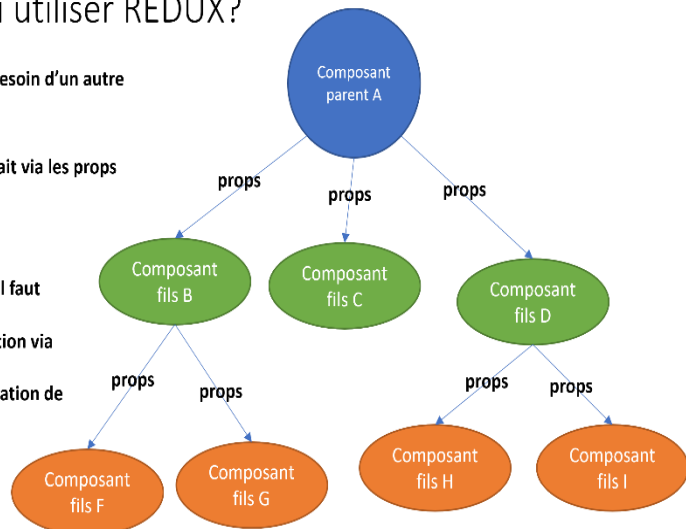 utiliser REDUX?
esoin d'un autre
ait via les props
l faut
tion via
ation de
Composant
parent A
props
props
props
Composant
fils B
Composant
fils C
Composant
fils D
props
props
props
props
Composant
fils F
Composant
fils G
Composant
fils H
Composant
fils I